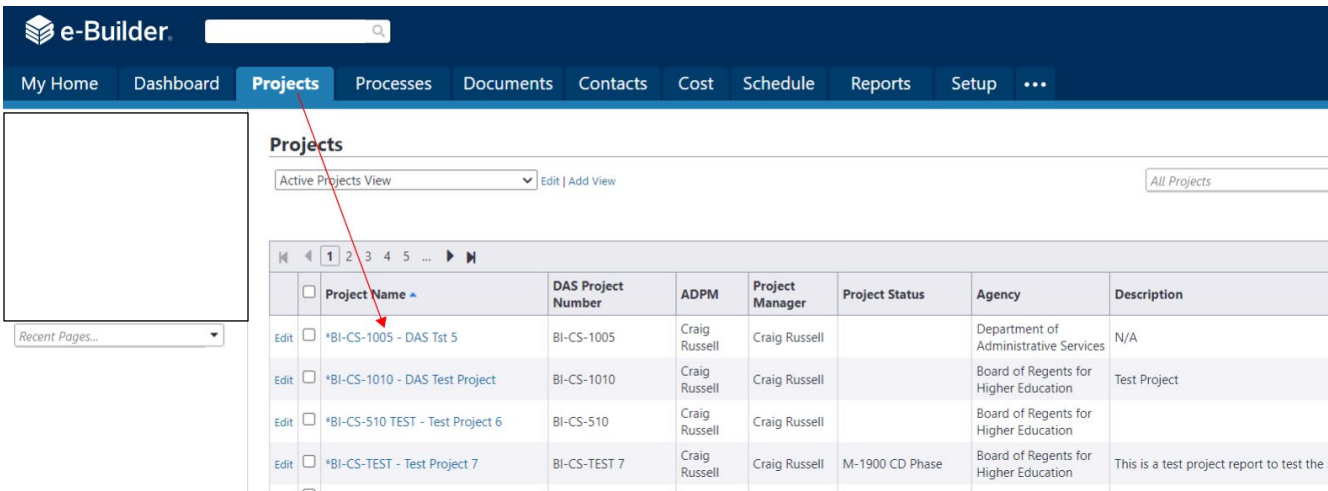 e-Builder.
My Home Dashboard Projects Processes Documents Contacts Cost Schedule Reports Setup •••
Projects
Active Projects View Edit | Add View All Projects
1 2 3 4 5 ...
Project Name DAS Project Number ADPM Project Manager Project Status Agency Description
Recent Pages...
Edit *BI-CS-1005 - DAS Tst 5 BI-CS-1005 Craig Russell Craig Russell Department of Administrative Services N/A
Edit *BI-CS-1010 - DAS Test Project BI-CS-1010 Craig Russell Craig Russell Board of Regents for Higher Education Test Project
Edit *BI-CS-510 TEST - Test Project 6 BI-CS-510 Craig Russell Craig Russell Board of Regents for Higher Education
Edit *BI-CS-TEST - Test Project 7 BI-CS-TEST 7 Craig Russell Craig Russell M-1900 CD Phase Board of Regents for Higher Education This is a test project report to test the